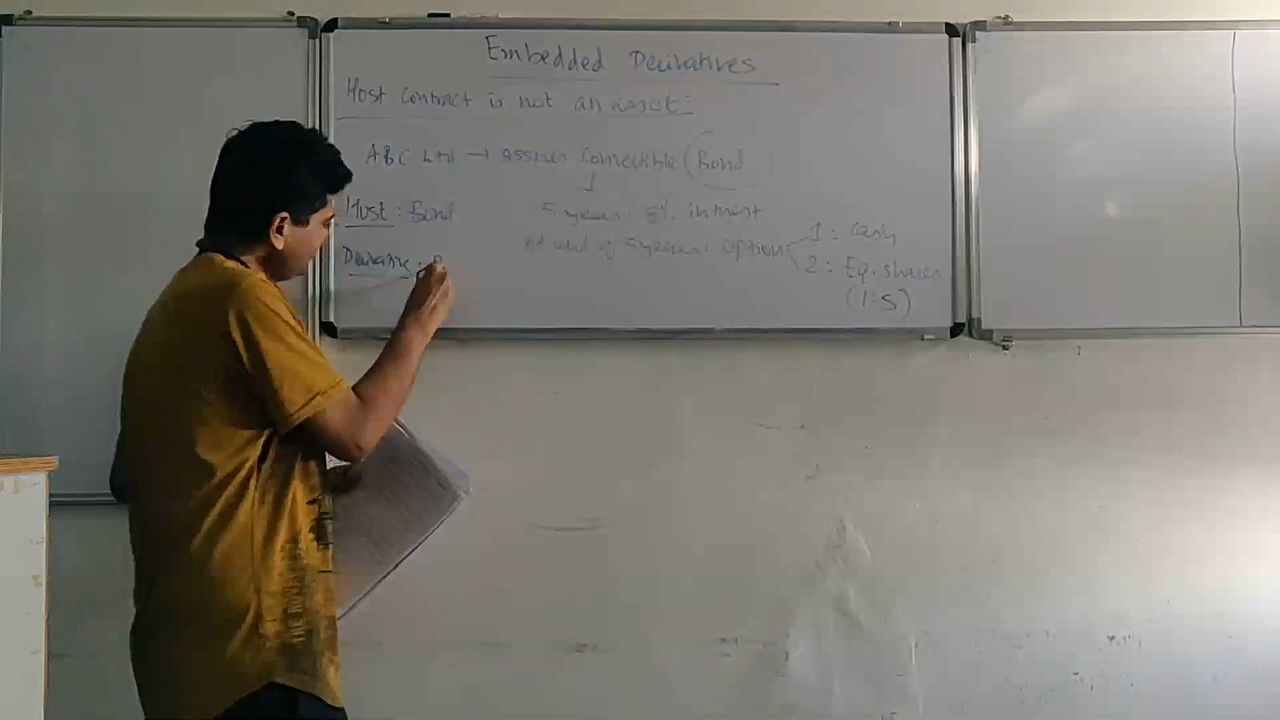 Embedded Derivatives
Host contract is not an asset:
ABC Ltd → issues Convertible (Bond)
↓
Host : Bond
5 years : 8% interest
At end of 5 years : option
1 : cash
2 : Eq. shares
(1:5)
Derivative :